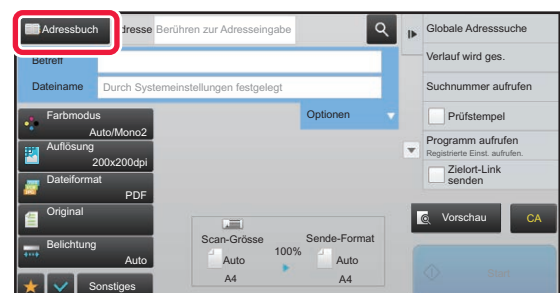 Adressbuch
dresse Berühren zur Adresseingabe
Betreff
Dateiname Durch Systemeinstellungen festgelegt
Optionen
Farbmodus
Auto/Mono2
Auflösung
200x200dpi
Dateiformat
PDF
Original
Belichtung
Auto
Sonstiges
Scan-Grösse
Auto
A4
100%
Sende-Format
Auto
A4
Globale Adresssuche
Verlauf wird ges.
Suchnummer aufrufen
Prüfstempel
Programm aufrufen
Registrierte Einst. aufrufen.
Zielort-Link
senden
Vorschau
CA
Start